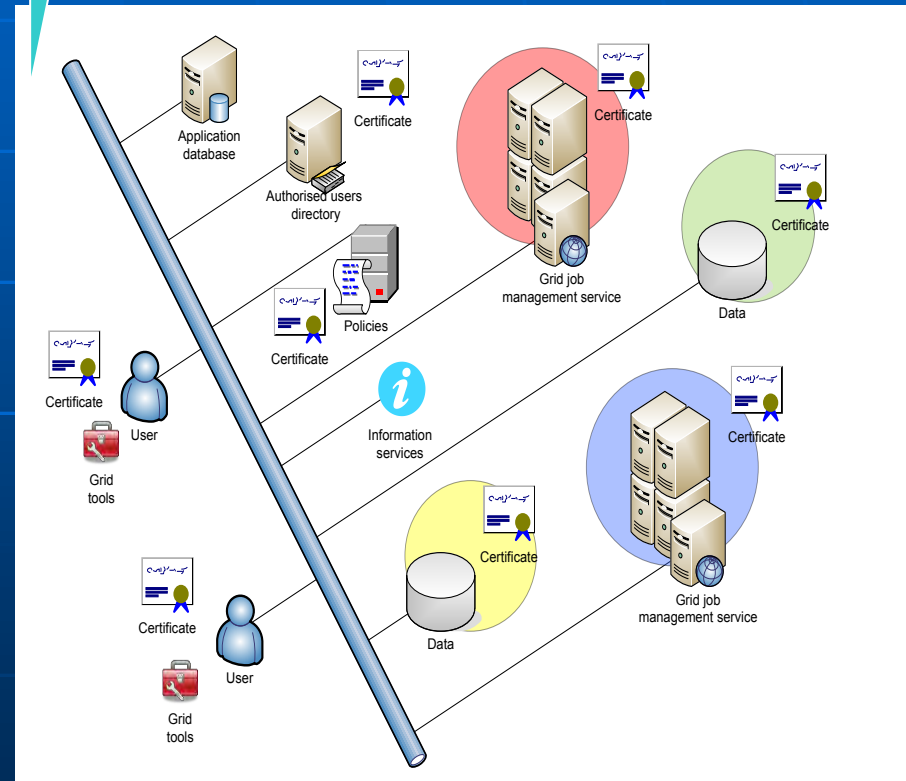 Application
database
Certificate
Authorised users
directory
Certificate
Grid job
management service
Certificate
Data
Certificate
Policies
Certificate
User
Grid
tools
Information
services
Certificate
Grid job
management service
Certificate
Data
Certificate
User
Grid
tools